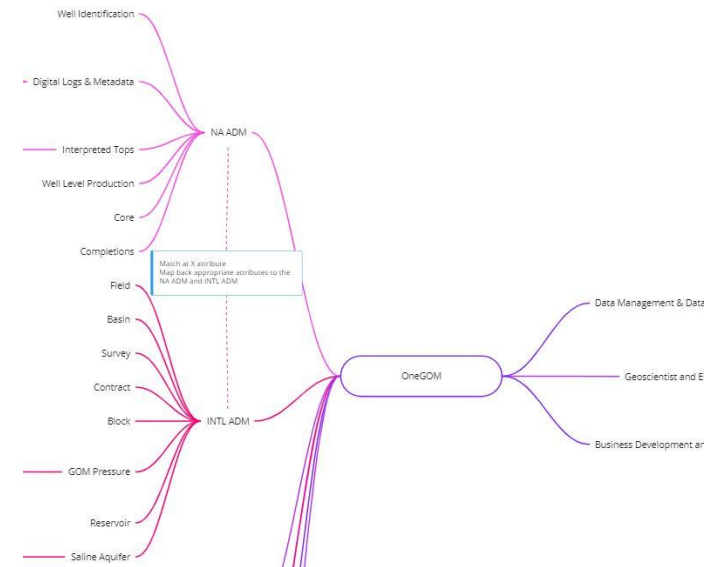 Well Identification
Digital Logs & Metadata
NA ADM
Interpreted Tops
Well Level Production
Core
Completions
Match at X attribute
Map back appropriate attributes to the
NA ADM and INTL ADM
Field
Basin
Survey
Contract
Block
INTL ADM
GOM Pressure
Reservoir
Saline Aquifer
OneGOM
Data Management & Data
Geoscientist and E
Business Development an